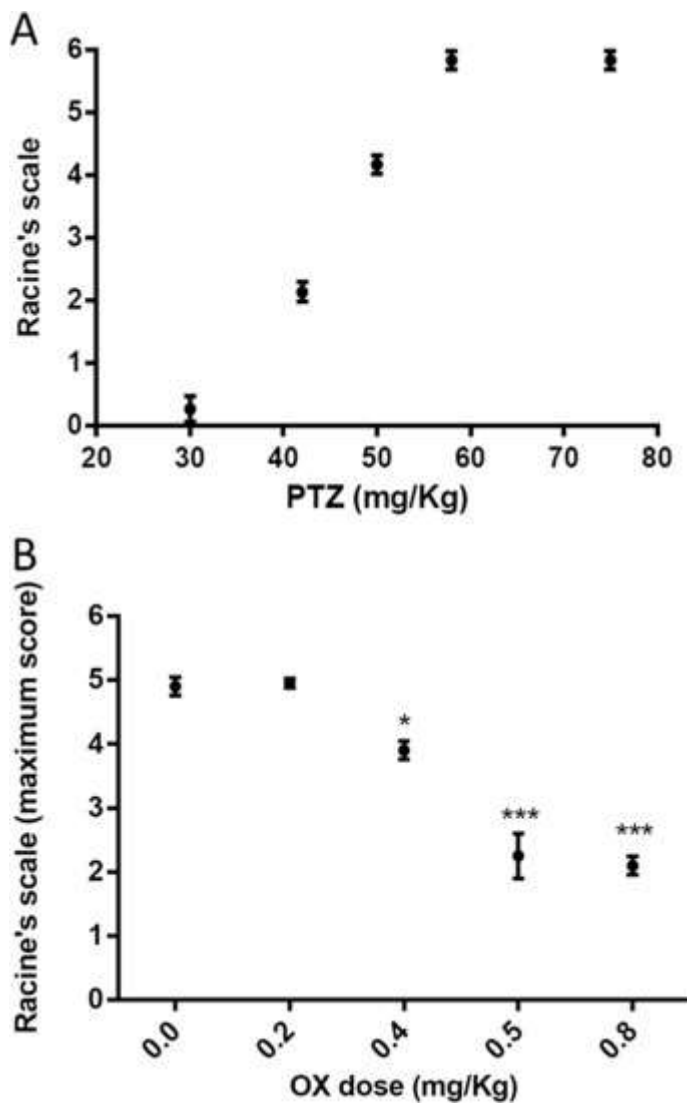 A
Racine's scale
6
5
4
3
2
1
0
20 30 40 50 60 70 80
PTZ (mg/Kg)
B
Racine's scale (maximum score)
6
5
4
3
2
1
0
*
***
***
0.0 0.2 0.4 0.5 0.8
OX dose (mg/Kg)